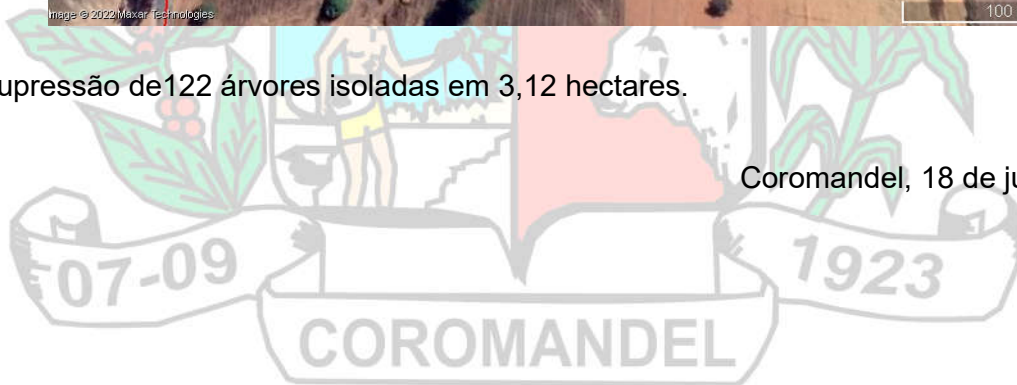 Image © 2022 Maxar Technologies
100
upressão de122 árvores isoladas em 3,12 hectares.
Coromandel, 18 de ju
07-09
1923
COROMANDEL